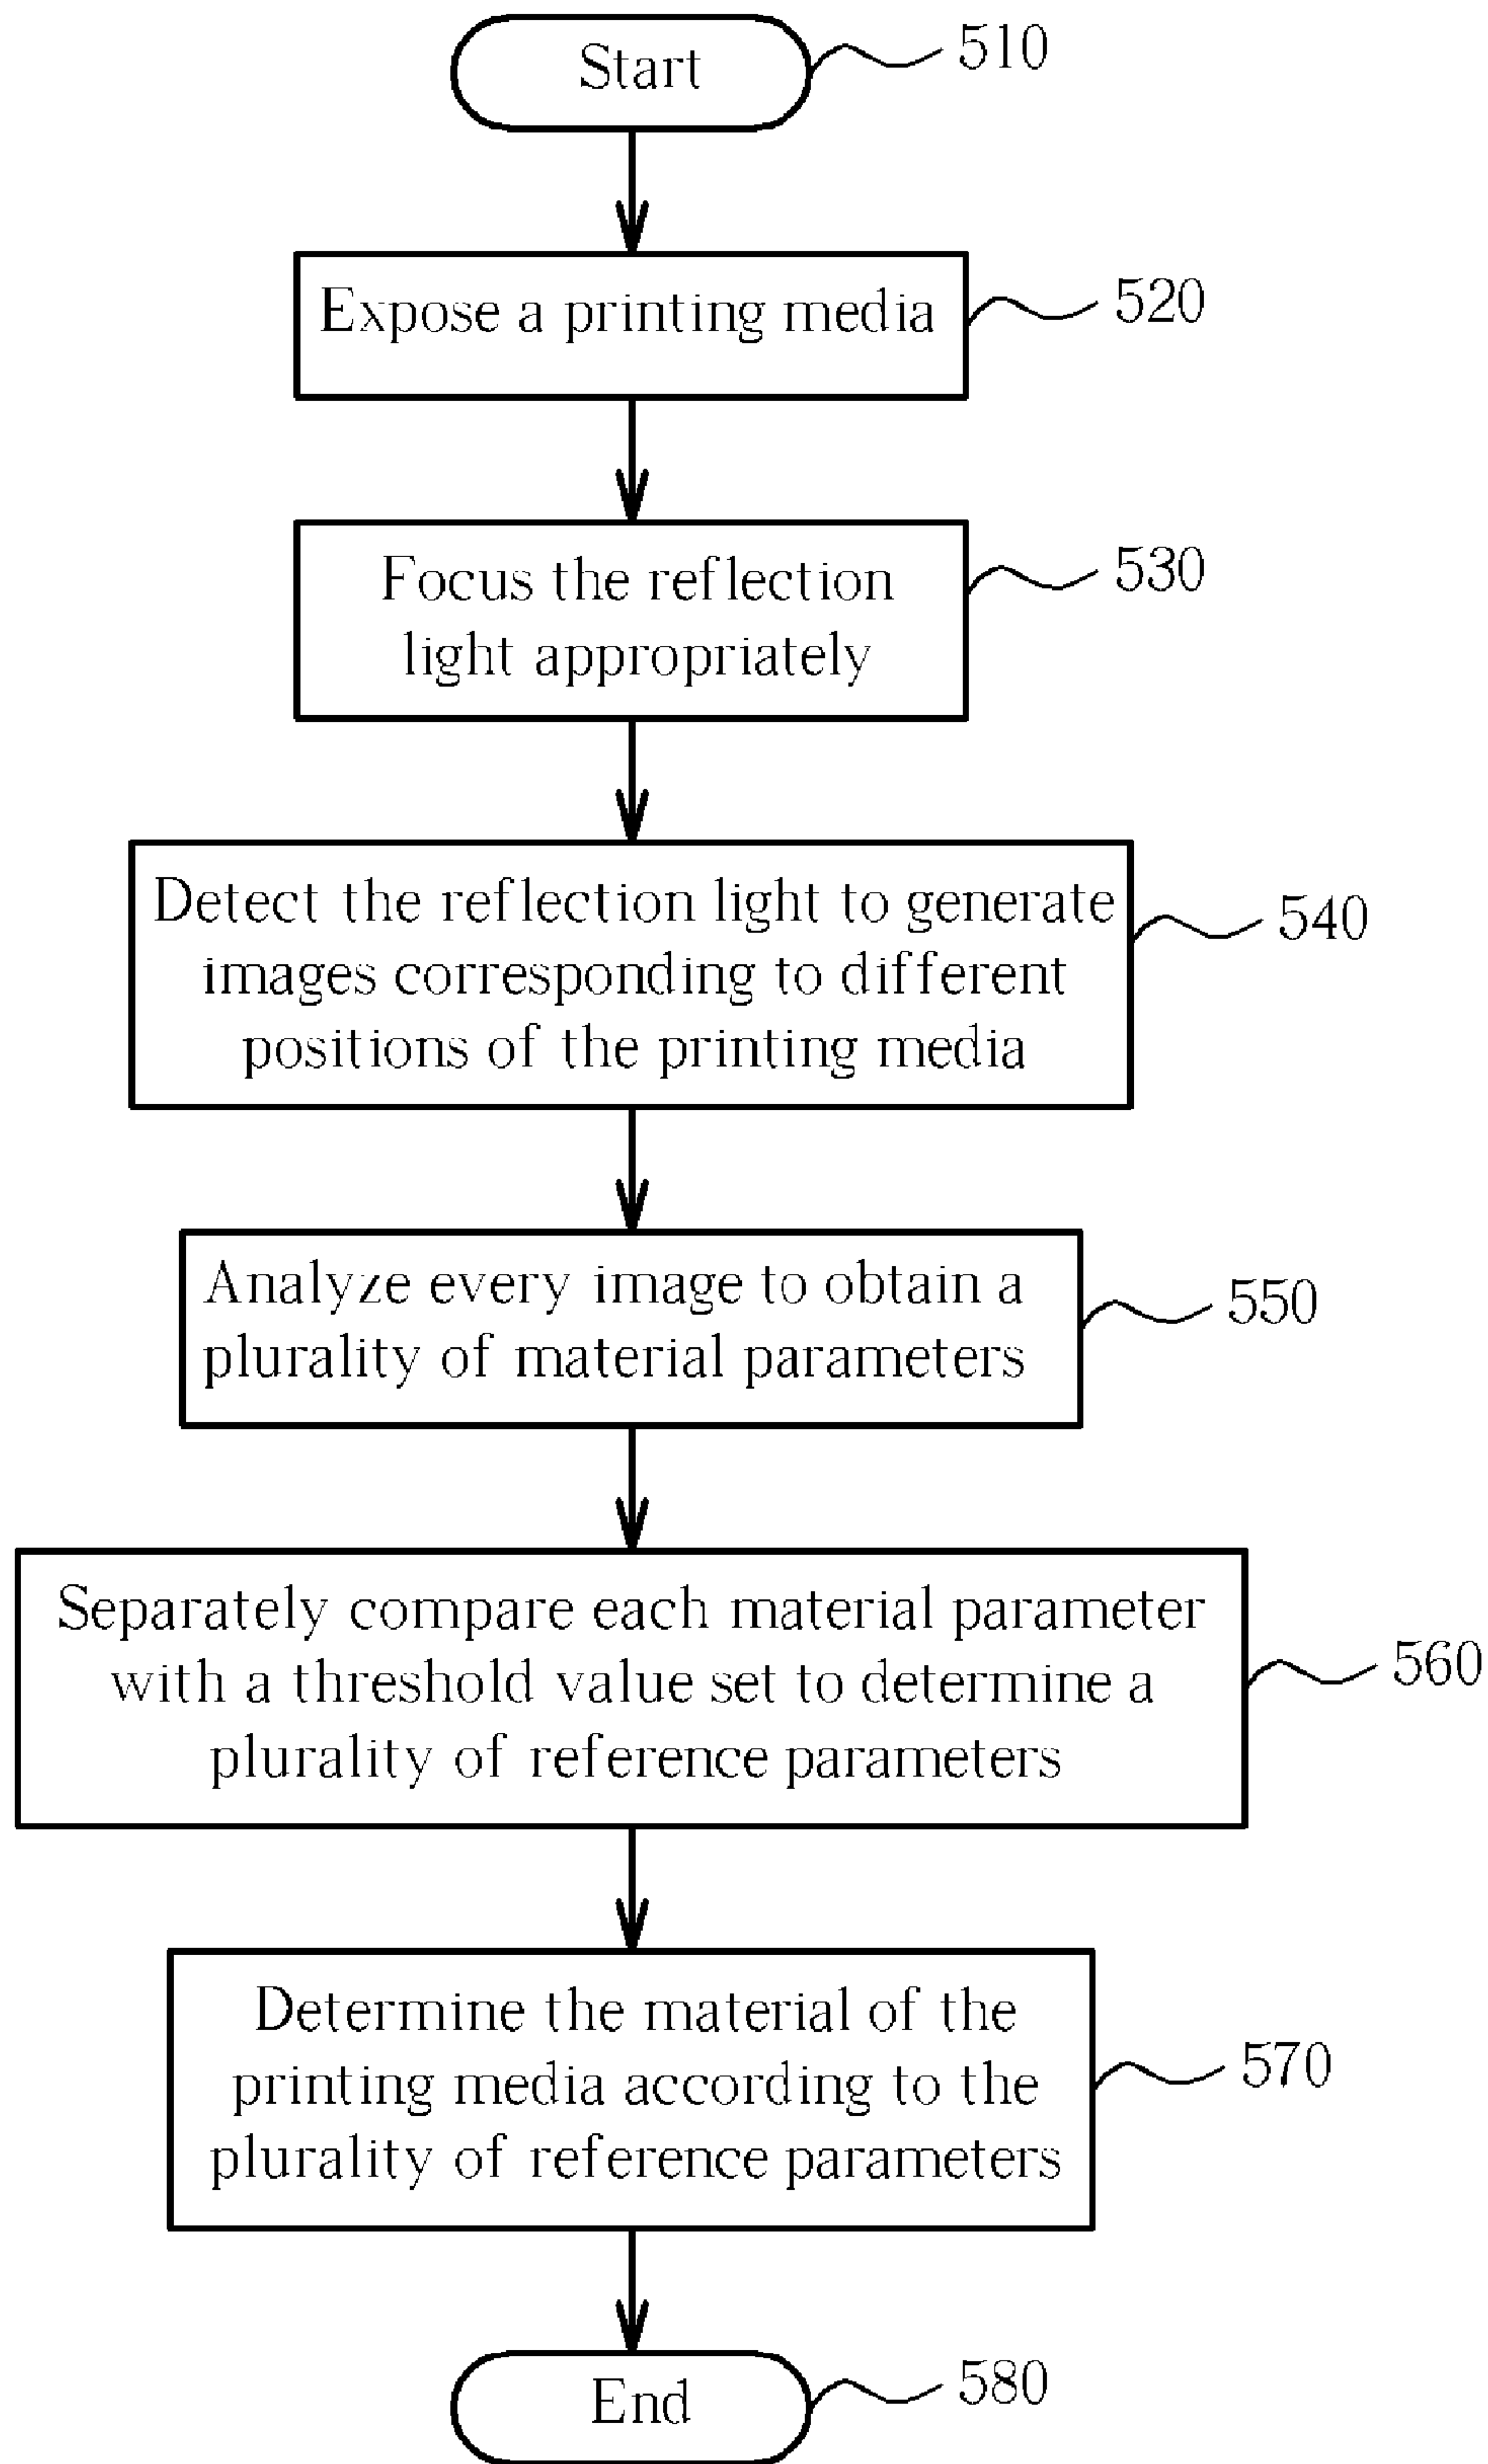 Start
510
Expose a printing media
520
Focus the reflection
light appropriately
530
Detect the reflection light to generate
images corresponding to different
positions of the printing media
540
Analyze every image to obtain a
plurality of material parameters
550
Separately compare each material parameter
with a threshold value set to determine a
plurality of reference parameters
560
Determine the material of the
printing media according to the
plurality of reference parameters
570
End
580